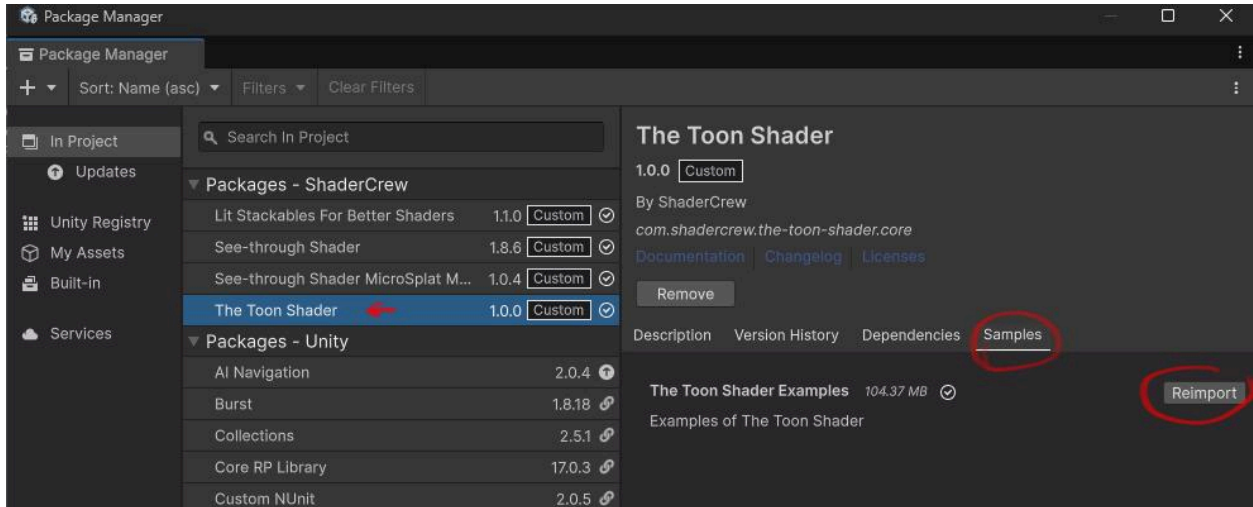 Package Manager
Package Manager
+ Sort: Name (asc) Filters Clear Filters
In Project
Updates
Unity Registry
My Assets
Built-in
Services
Search In Project
Packages - ShaderCrew
Lit Stackables For Better Shaders 1.1.0 Custom
See-through Shader 1.8.6 Custom
See-through Shader MicroSplat M... 1.0.4 Custom
The Toon Shader 1.0.0 Custom
Packages - Unity
AI Navigation 2.0.4
Burst 1.8.18
Collections 2.5.1
Core RP Library 17.0.3
Custom NUnit 2.0.5
The Toon Shader
1.0.0 Custom
By ShaderCrew
com.shadercrew.the-toon-shader.core
Documentation Changelog Licenses
Remove
Description Version History Dependencies Samples
The Toon Shader Examples 104.37 MB Reimport
Examples of The Toon Shader